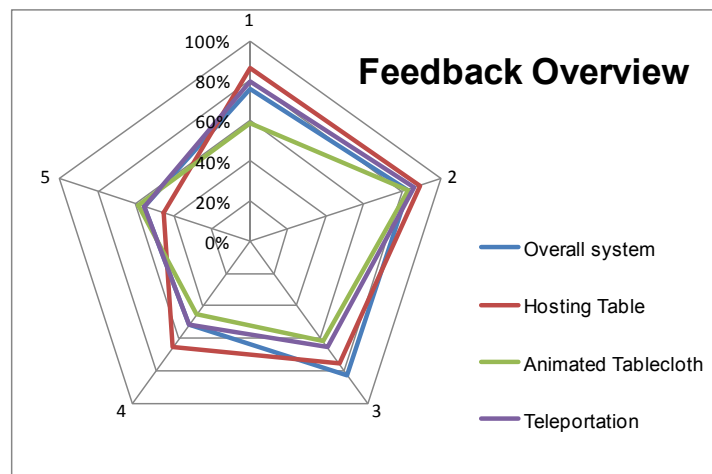 1
100%
Feedback Overview
80%
60%
5
40%
2
20%
0%
Overall system
Hosting Table
Animated Tablecloth
4
3
Teleportation